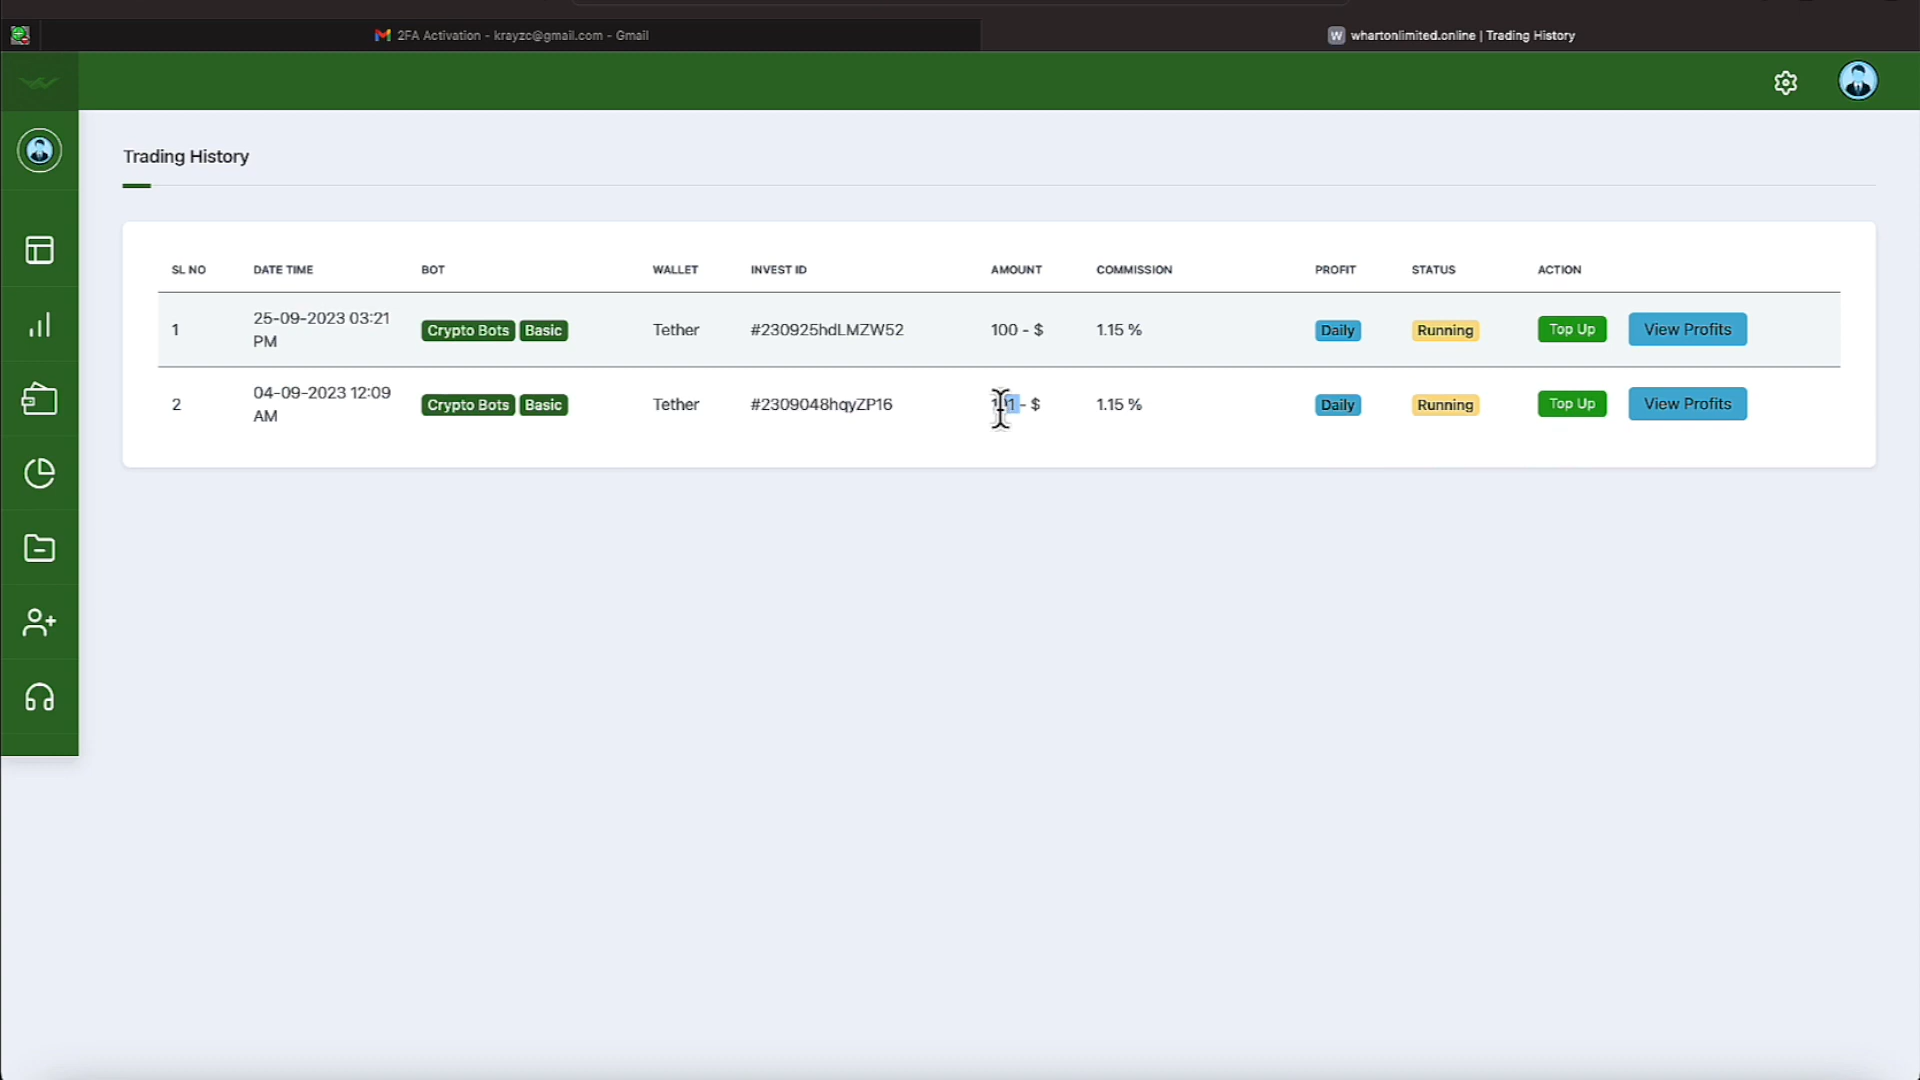 2FA Activation - krayzc@gmail.com - Gmail
W whartonlimited.online | Trading History
Trading History
SL NO DATE TIME BOT WALLET INVEST ID AMOUNT COMMISSION PROFIT STATUS ACTION
1 25-09-2023 03:21 PM Crypto Bots Basic Tether #230925hdLMZW52 100 - $ 1.15 % Daily Running Top Up View Profits
2 04-09-2023 12:09 AM Crypto Bots Basic Tether #2309048hqyZP16 - $ 1.15 % Daily Running Top Up View Profits